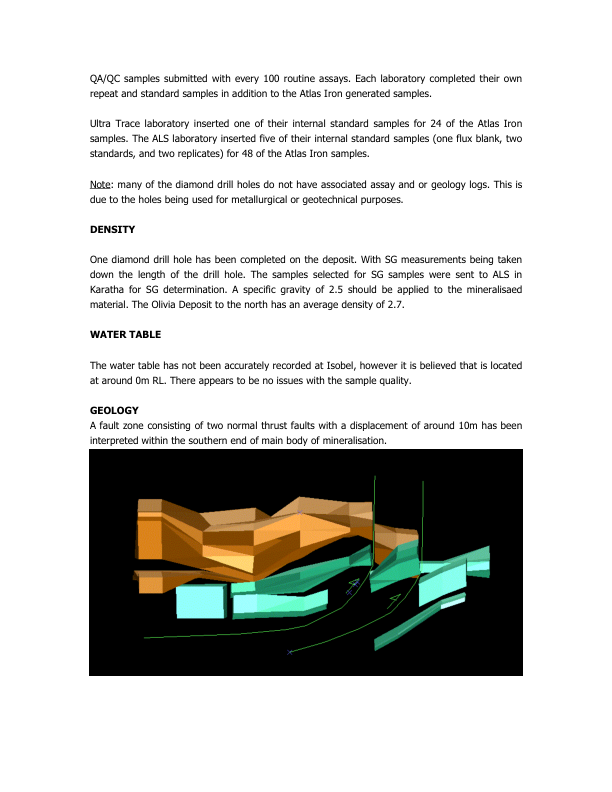 QA/QC samples submitted with every 100 routine assays. Each laboratory completed their own
repeat and standard samples in addition to the Atlas Iron generated samples.
Ultra Trace laboratory inserted one of their internal standard samples for 24 of the Atlas Iron
samples. The ALS laboratory inserted five of their internal standard samples (one flux blank, two
standards, and two replicates) for 48 of the Atlas Iron samples.
Note: many of the diamond drill holes do not have associated assay and or geology logs. This is
due to the holes being used for metallurgical or geotechnical purposes.
DENSITY
One diamond drill hole has been completed on the deposit. With SG measurements being taken
down the length of the drill hole. The samples selected for SG samples were sent to ALS in
Karatha for SG determination. A specific gravity of 2.5 should be applied to the mineralisaed
material. The Olivia Deposit to the north has an average density of 2.7.
WATER TABLE
The water table has not been accurately recorded at Isobel, however it is believed that is located
at around 0m RL. There appears to be no issues with the sample quality.
GEOLOGY
A fault zone consisting of two normal thrust faults with a displacement of around 10m has been
interpreted within the southern end of main body of mineralisation.